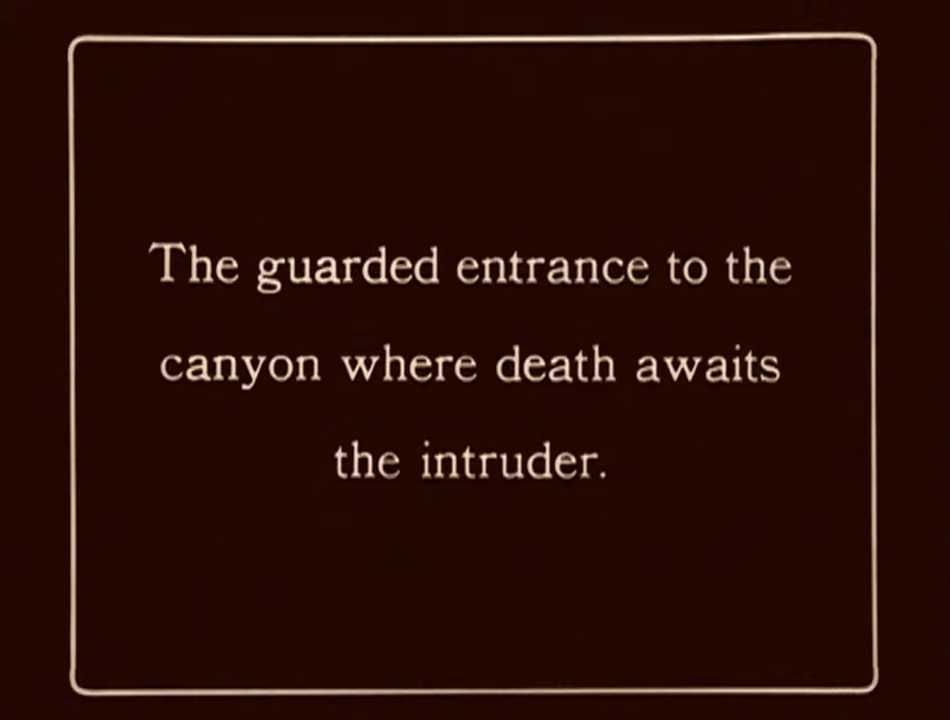 The guarded entrance to the
canyon where death awaits
the intruder.